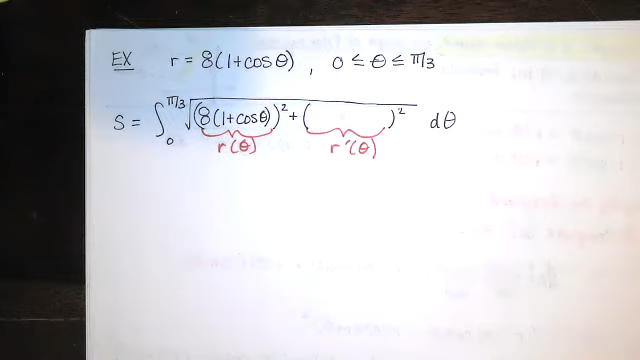 EX r = 8(1+cosθ) , 0 ≤ θ ≤ π/3
S = ∫₀^π/3 √(8(1+cosθ))² + ( )² dθ
r(θ) r'(θ)